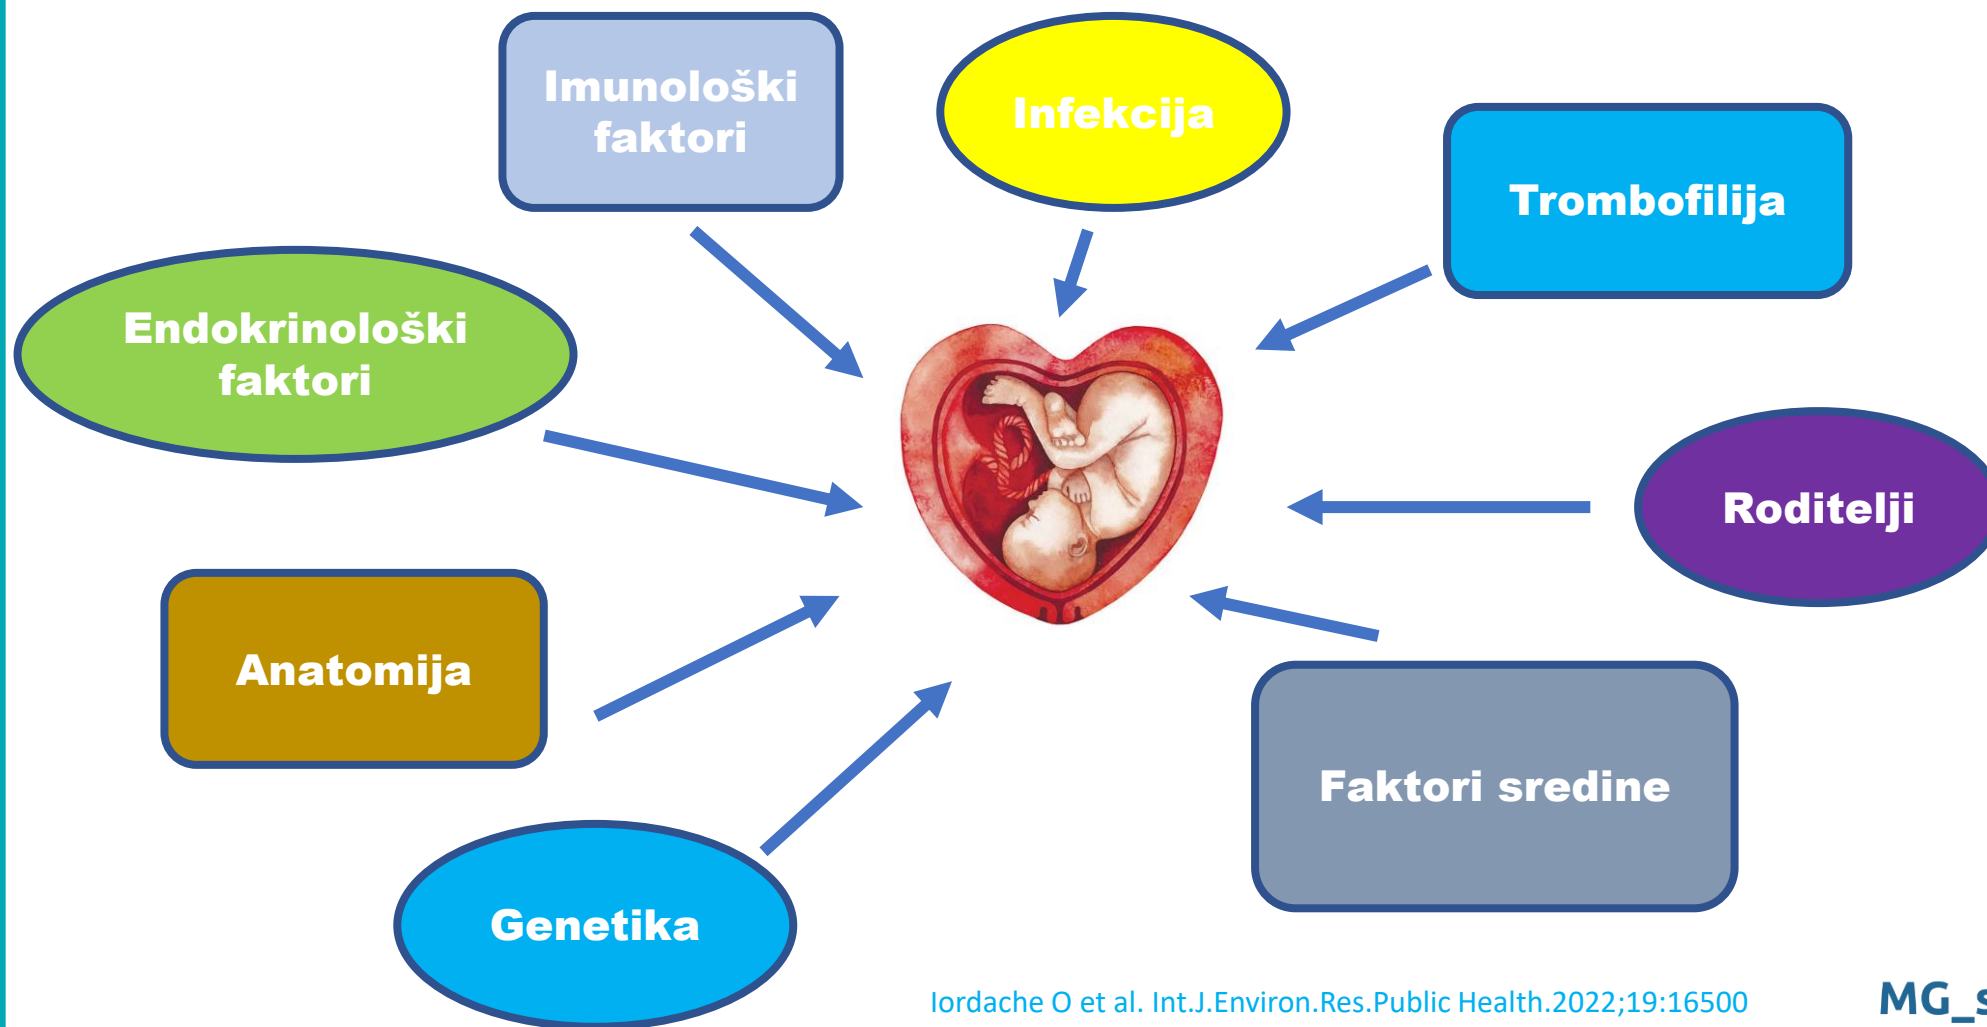 Imunološki
faktori
Infekcija
Trombofilija
Endokrinološki
faktori
Roditelji
Anatomija
Faktori sredine
Genetika
Iordache O et al. Int.J.Environ.Res.Public Health.2022;19:16500
MG_s